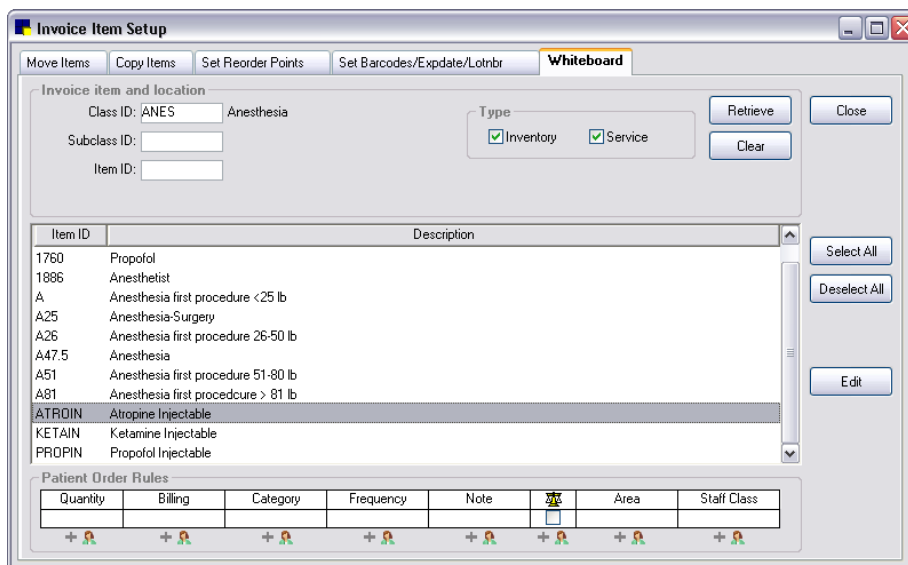 Invoice Item Setup
Move Items Copy Items Set Reorder Points Set Barcodes/Expdate/Lotnbr Whiteboard
Invoice item and location
Class ID: ANES Anesthesia
Type
Retrieve
Close
Subclass ID:
Inventory Service
Clear
Item ID:
Item ID Description
1760 Propofol
1886 Anesthetist
A Anesthesia first procedure <25 lb
A25 Anesthesia-Surgery
A26 Anesthesia first procedure 26-50 lb
A47.5 Anesthesia
A51 Anesthesia first procedure 51-80 lb
A81 Anesthesia first procedcure > 81 lb
ATROIN Atropine Injectable
KETAIN Ketamine Injectable
PROPIN Propofol Injectable
Select All
Deselect All
Edit
Patient Order Rules
Quantity Billing Category Frequency Note Area Staff Class